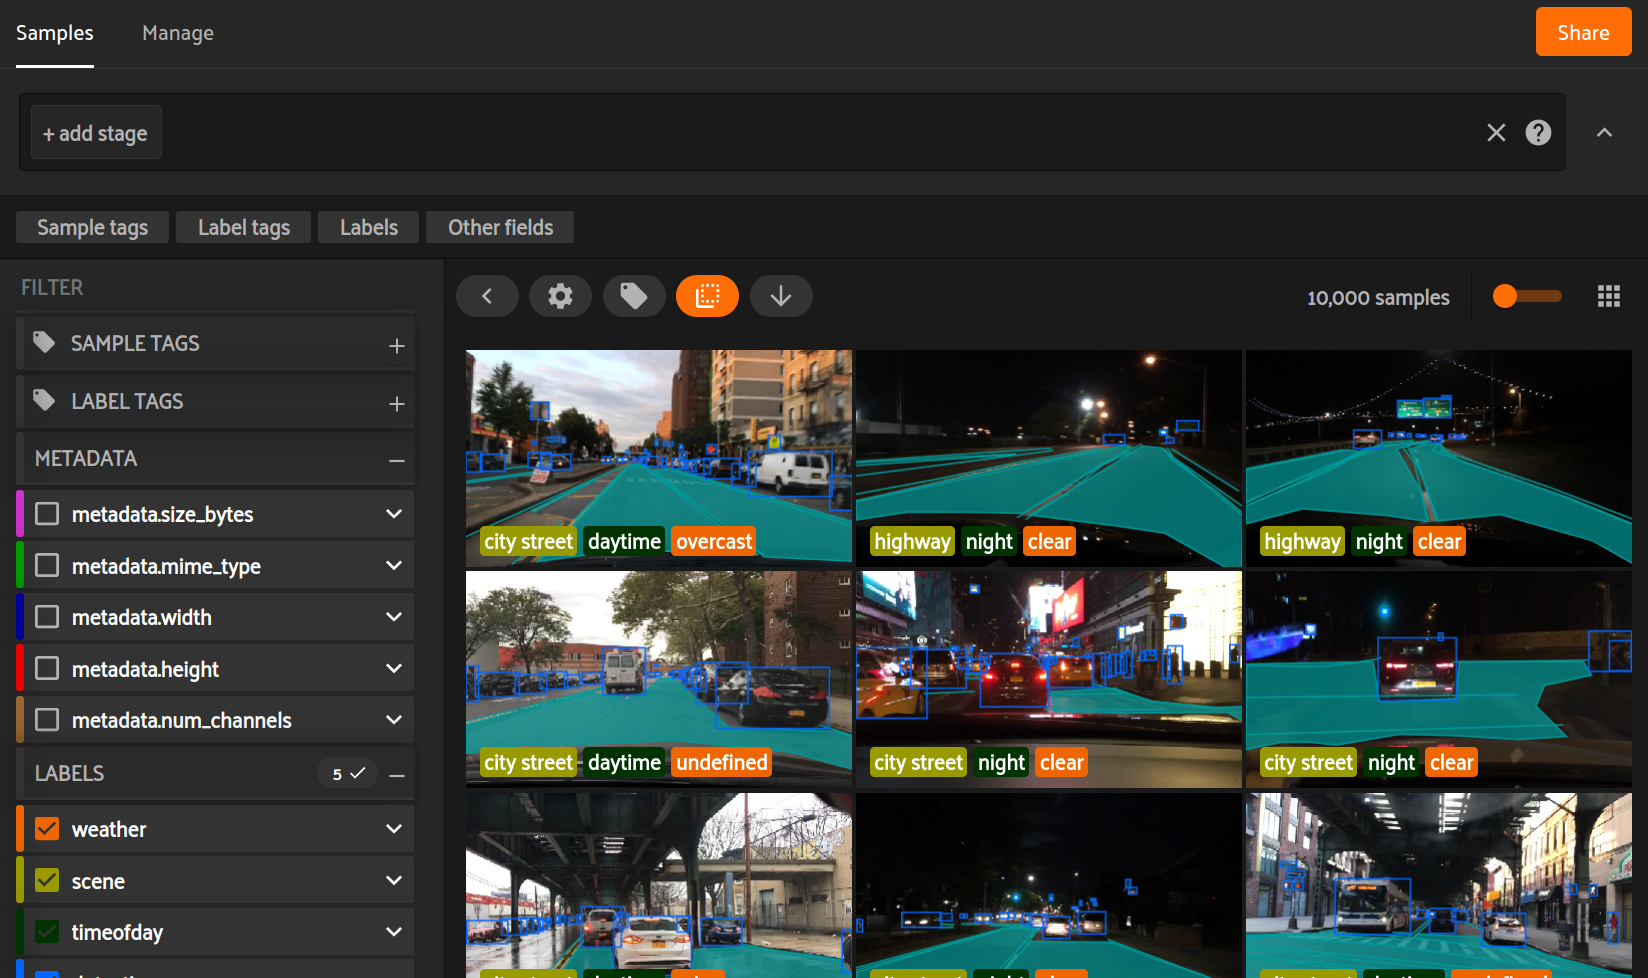 Samples
Manage
Share
+ add stage
Sample tags
Label tags
Labels
Other fields
FILTER
SAMPLE TAGS
LABEL TAGS
METADATA
metadata.size_bytes
metadata.mime_type
metadata.width
metadata.height
metadata.num_channels
LABELS
5
weather
scene
timeofday
10,000 samples
city street daytime overcast
highway night clear
highway night clear
city street daytime undefined
city street night clear
city street night clear